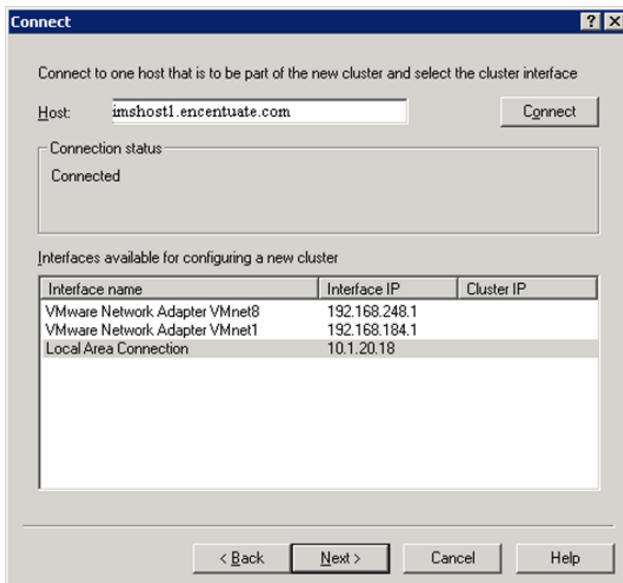 Connect
Connect to one host that is to be part of the new cluster and select the cluster interface
Host: imshost1.encentuate.com Connect
Connection status
Connected
Interfaces available for configuring a new cluster
Interface name Interface IP Cluster IP
VMware Network Adapter VMnet8 192.168.248.1
VMware Network Adapter VMnet1 192.168.184.1
Local Area Connection 10.1.20.18
< Back Next > Cancel Help